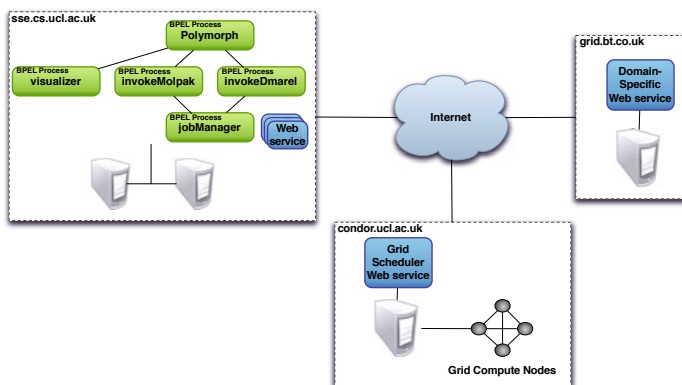 sse.cs.ucl.ac.uk
BPEL Process
Polymorph
BPEL Process
visualizer
BPEL Process
invokeMolpak
BPEL Process
invokeDmarel
BPEL Process
jobManager
Web
service
Internet
grid.bt.co.uk
Domain-
Specific
Web service
condor.ucl.ac.uk
Grid
Scheduler
Web service
Grid Compute Nodes